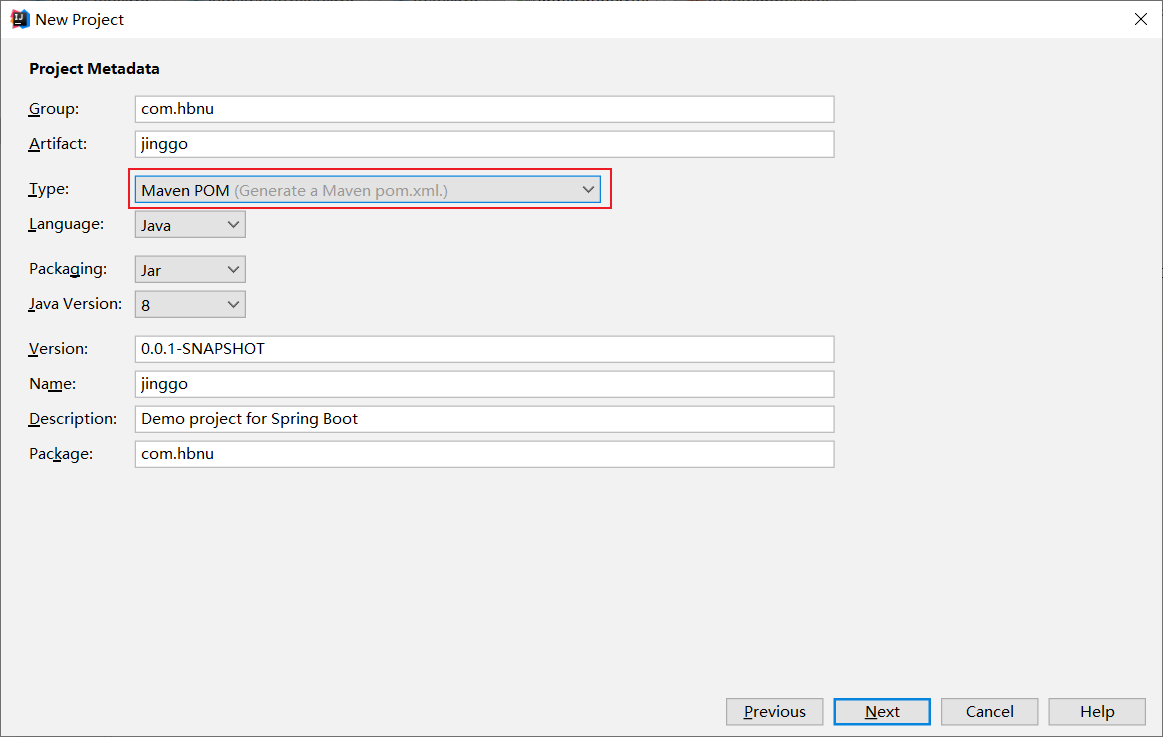 New Project
Project Metadata
Group: com.hbnu
Artifact: jinggo
Type: Maven POM (Generate a Maven pom.xml.)
Language: Java
Packaging: Jar
Java Version: 8
Version: 0.0.1-SNAPSHOT
Name: jinggo
Description: Demo project for Spring Boot
Package: com.hbnu
Previous Next Cancel Help